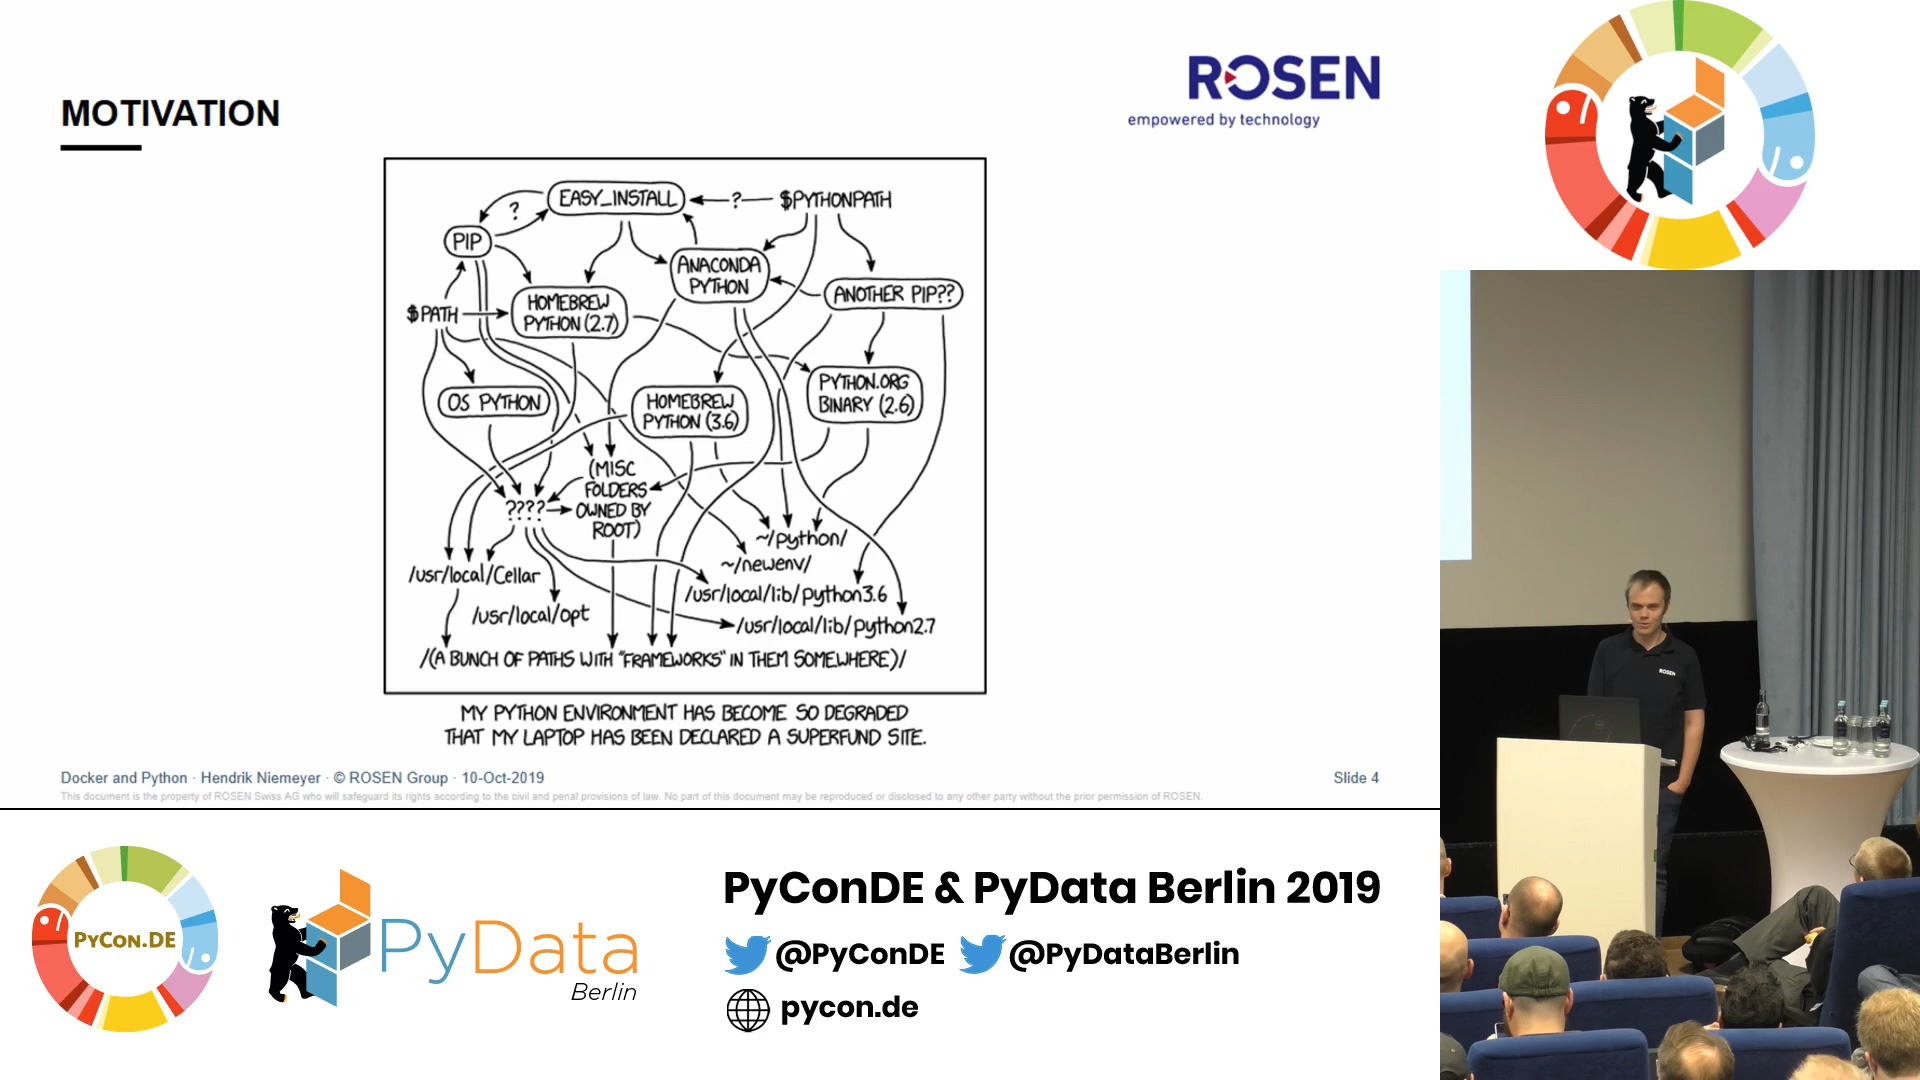 ROSEN
empowered by technology
MOTIVATION
EASY_INSTALL
?
$PYTHONPATH
?
PIP
ANACONDA
PYTHON
ANOTHER PIP??
HOMEBREW
PYTHON (2.7)
$PATH
OS PYTHON
HOMEBREW
PYTHON (3.6)
PYTHON.ORG
BINARY (2.6)
(MISC
FOLDERS
OWNED BY
ROOT)
????
~/python/
~/newenv/
/usr/local/Cellar
/usr/local/lib/python3.6
/usr/local/opt
/usr/local/lib/python2.7
/(A BUNCH OF PATHS WITH "FRAMEWORKS" IN THEM SOMEWHERE)/
MY PYTHON ENVIRONMENT HAS BECOME SO DEGRADED
THAT MY LAPTOP HAS BEEN DECLARED A SUPERFUND SITE.
Docker and Python · Hendrik Niemeyer · © ROSEN Group · 10-Oct-2019
Slide 4
This document is the property of ROSEN Swiss AG who will safeguard its rights according to the civil and penal provisions of law. No part of this document may be reproduced or disclosed to any other party without the prior permission of ROSEN.
ROSEN
PYCON.DE
PyData
Berlin
PyConDE & PyData Berlin 2019
@PyConDE @PyDataBerlin
pycon.de